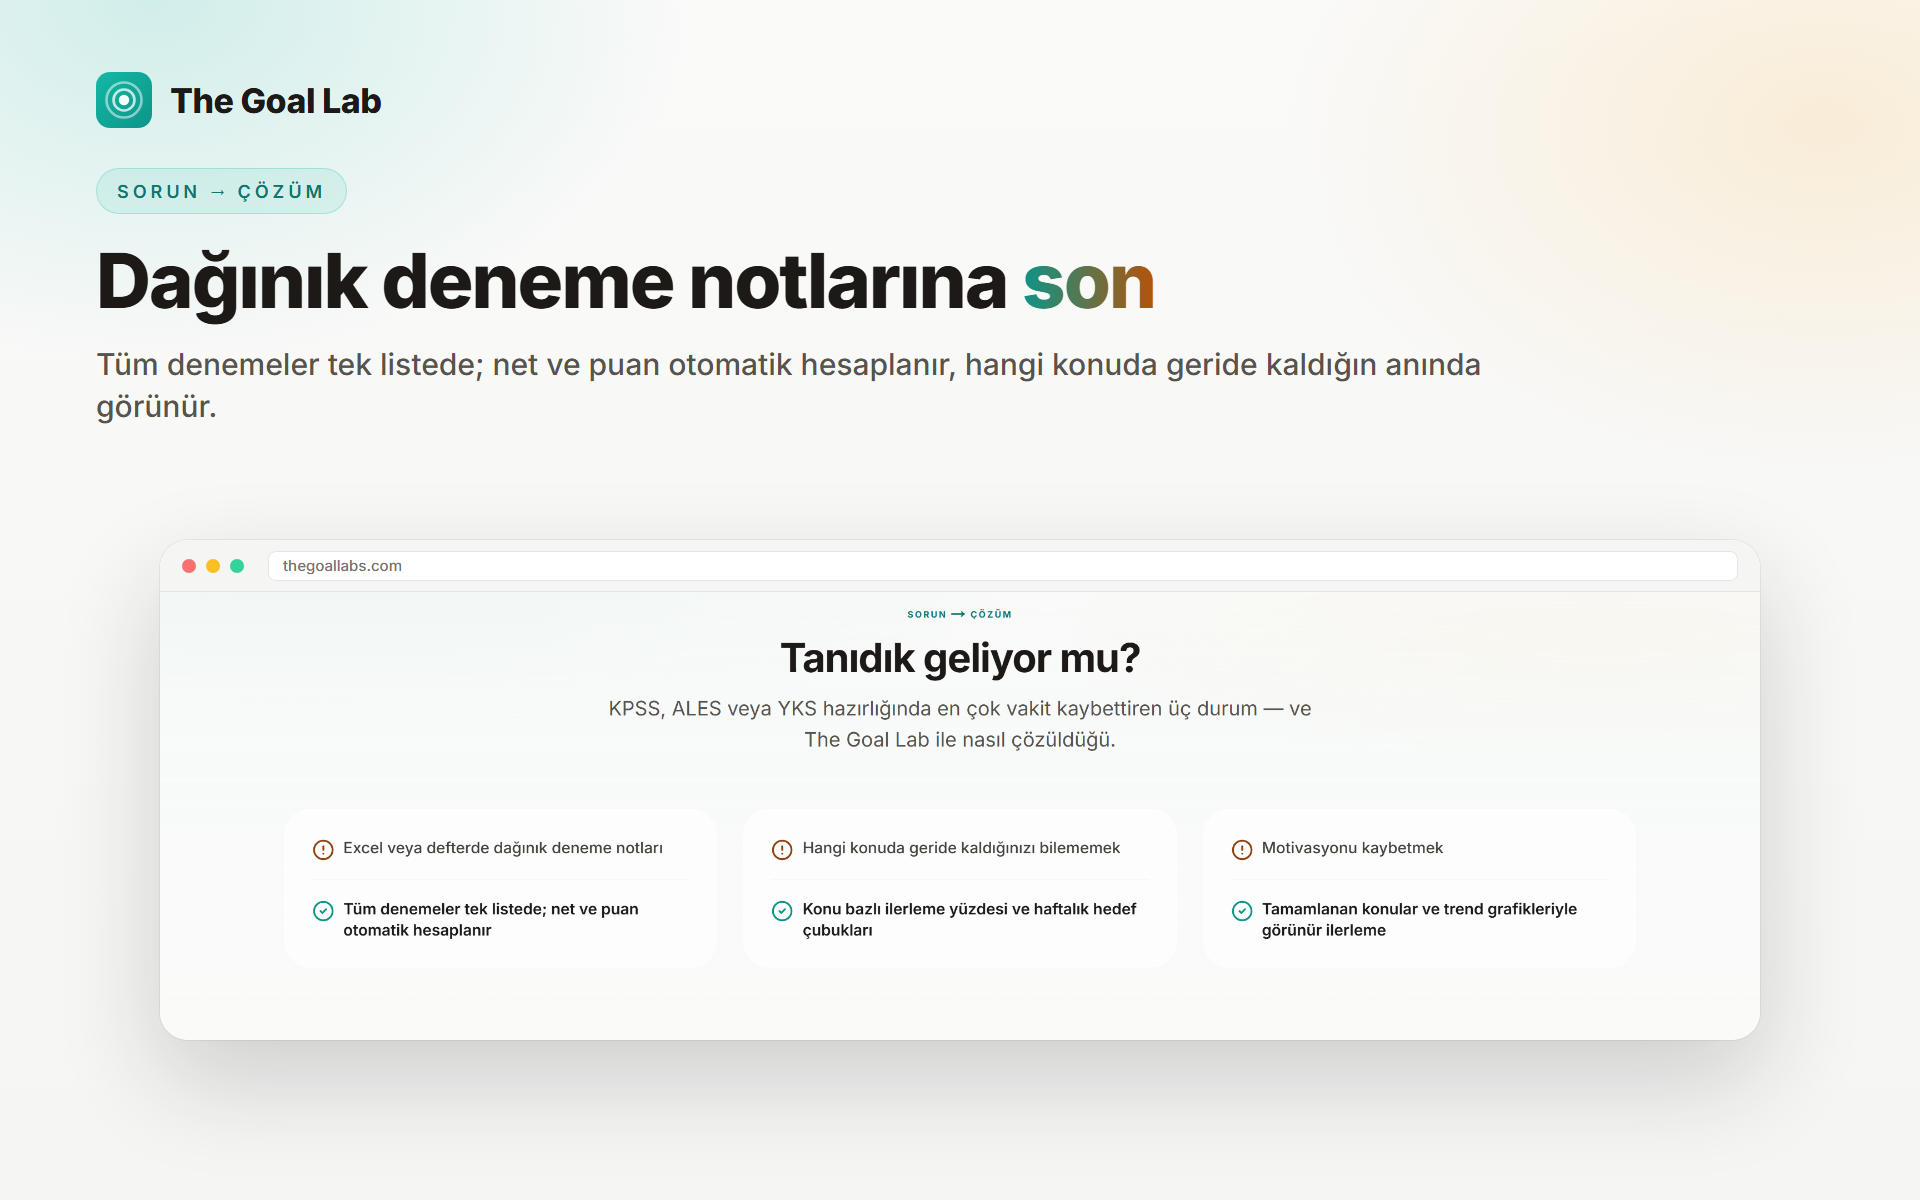 The Goal Lab
SORUN → ÇÖZÜM
Dağınık deneme notlarına son
Tüm denemeler tek listede; net ve puan otomatik hesaplanır, hangi konuda geride kaldığın anında
görünür.
thegoallabs.com
SORUN → ÇÖZÜM
Tanıdık geliyor mu?
KPSS, ALES veya YKS hazırlığında en çok vakit kaybettiren üç durum — ve
The Goal Lab ile nasıl çözüldüğü.
Excel veya defterde dağınık deneme notları
Tüm denemeler tek listede; net ve puan
otomatik hesaplanır
Hangi konuda geride kaldığınızı bilememek
Konu bazlı ilerleme yüzdesi ve haftalık hedef
çubukları
Motivasyonu kaybetmek
Tamamlanan konular ve trend grafikleriyle
görünür ilerleme